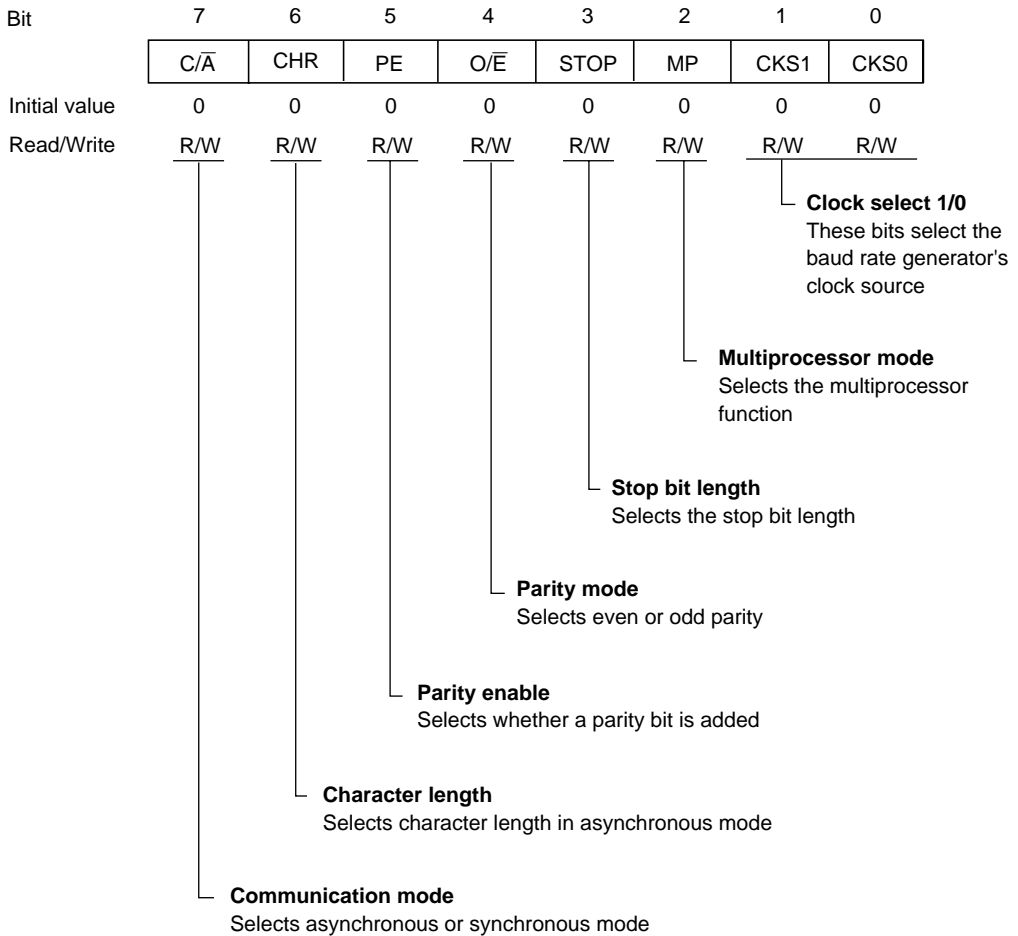 Bit 7 6 5 4 3 2 1 0
C/A̅ CHR PE O/E̅ STOP MP CKS1 CKS0
Initial value 0 0 0 0 0 0 0 0
Read/Write R/W R/W R/W R/W R/W R/W R/W R/W
Clock select 1/0
These bits select the
baud rate generator's
clock source
Multiprocessor mode
Selects the multiprocessor
function
Stop bit length
Selects the stop bit length
Parity mode
Selects even or odd parity
Parity enable
Selects whether a parity bit is added
Character length
Selects character length in asynchronous mode
Communication mode
Selects asynchronous or synchronous mode